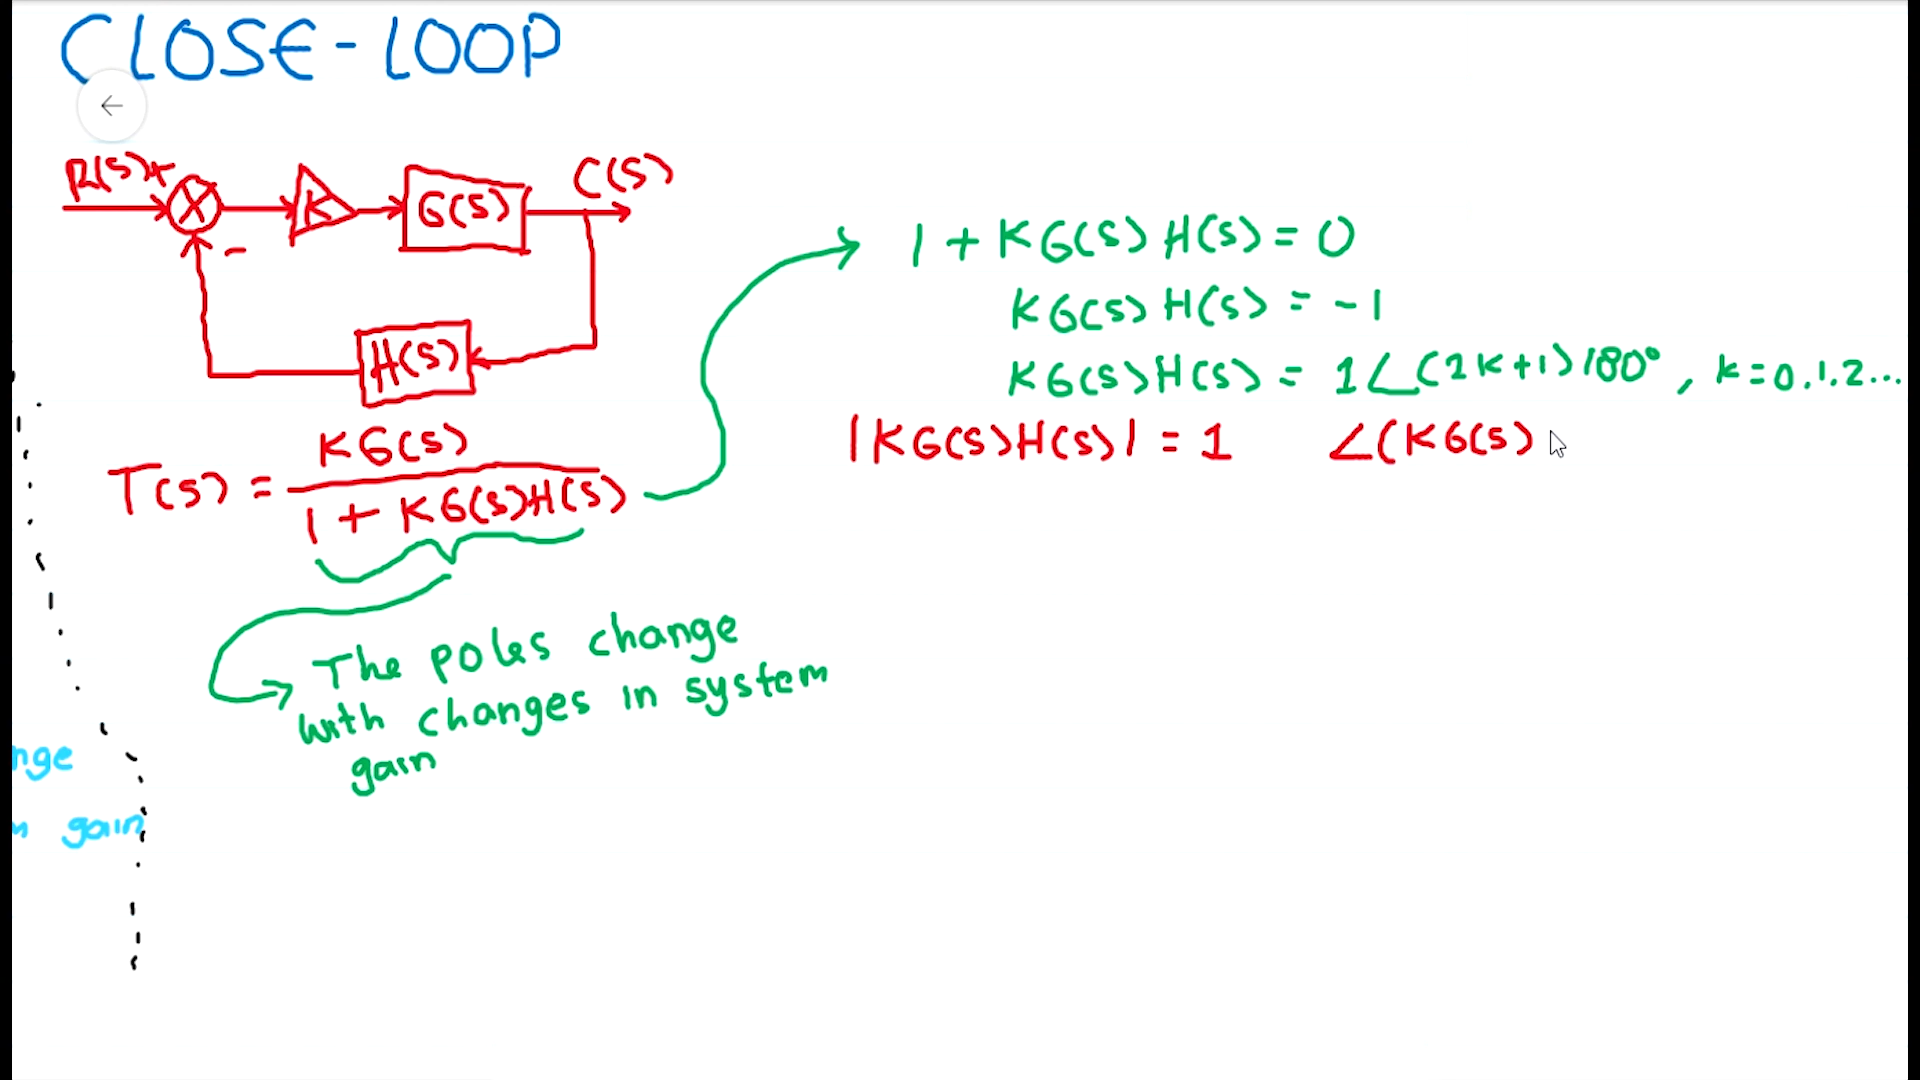 CLOSE-LOOP
R(S) +
K
G(S)
C(S)
-
H(S)
T(S) = KG(S) / 1 + KG(S)H(S)
The poles change
with changes in system
gain
1 + KG(S)H(S) = 0
KG(S)H(S) = -1
KG(S)H(S) = 1∠(2K+1)180°, k=0.1.2...
|KG(S)H(S)| = 1 ∠(KG(S)
nge
gain